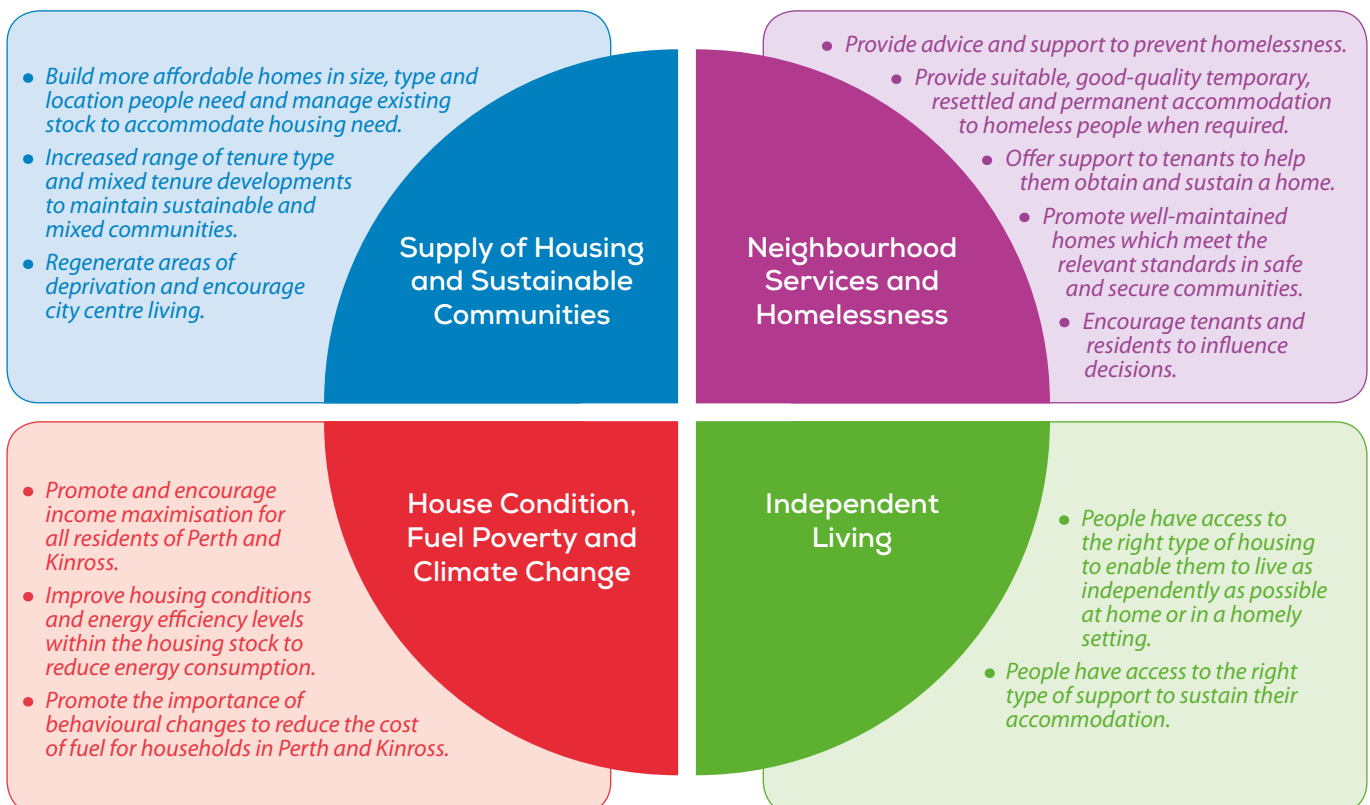 • Build more affordable homes in size, type and
location people need and manage existing
stock to accommodate housing need.
• Increased range of tenure type
and mixed tenure developments
to maintain sustainable and
mixed communities.
• Regenerate areas of
deprivation and encourage
city centre living.
Supply of Housing
and Sustainable
Communities
Neighbourhood
Services and
Homelessness
• Provide advice and support to prevent homelessness.
• Provide suitable, good-quality temporary,
resettled and permanent accommodation
to homeless people when required.
• Offer support to tenants to help
them obtain and sustain a home.
• Promote well-maintained
homes which meet the
relevant standards in safe
and secure communities.
• Encourage tenants and
residents to influence
decisions.
• Promote and encourage
income maximisation for
all residents of Perth and
Kinross.
• Improve housing conditions
and energy efficiency levels
within the housing stock to
reduce energy consumption.
• Promote the importance of
behavioural changes to reduce the cost
of fuel for households in Perth and Kinross.
House Condition,
Fuel Poverty and
Climate Change
Independent
Living
• People have access to
the right type of housing
to enable them to live as
independently as possible
at home or in a homely
setting.
• People have access to the right
type of support to sustain their
accommodation.